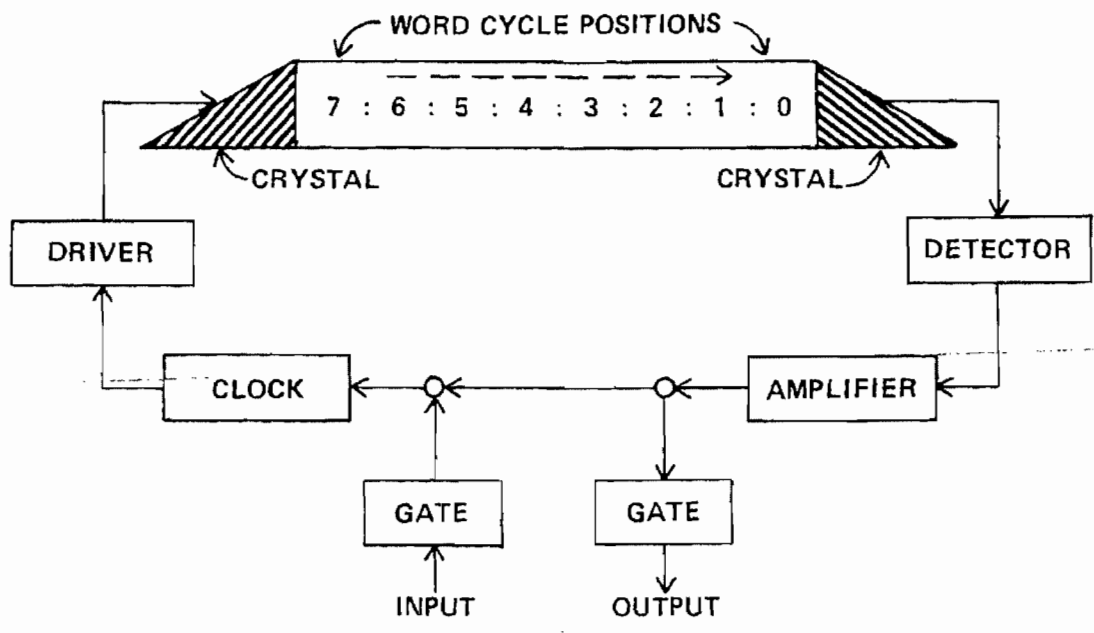 WORD CYCLE POSITIONS
7 : 6 : 5 : 4 : 3 : 2 : 1 : 0
CRYSTAL
CRYSTAL
DRIVER
DETECTOR
CLOCK
AMPLIFIER
GATE
GATE
INPUT
OUTPUT